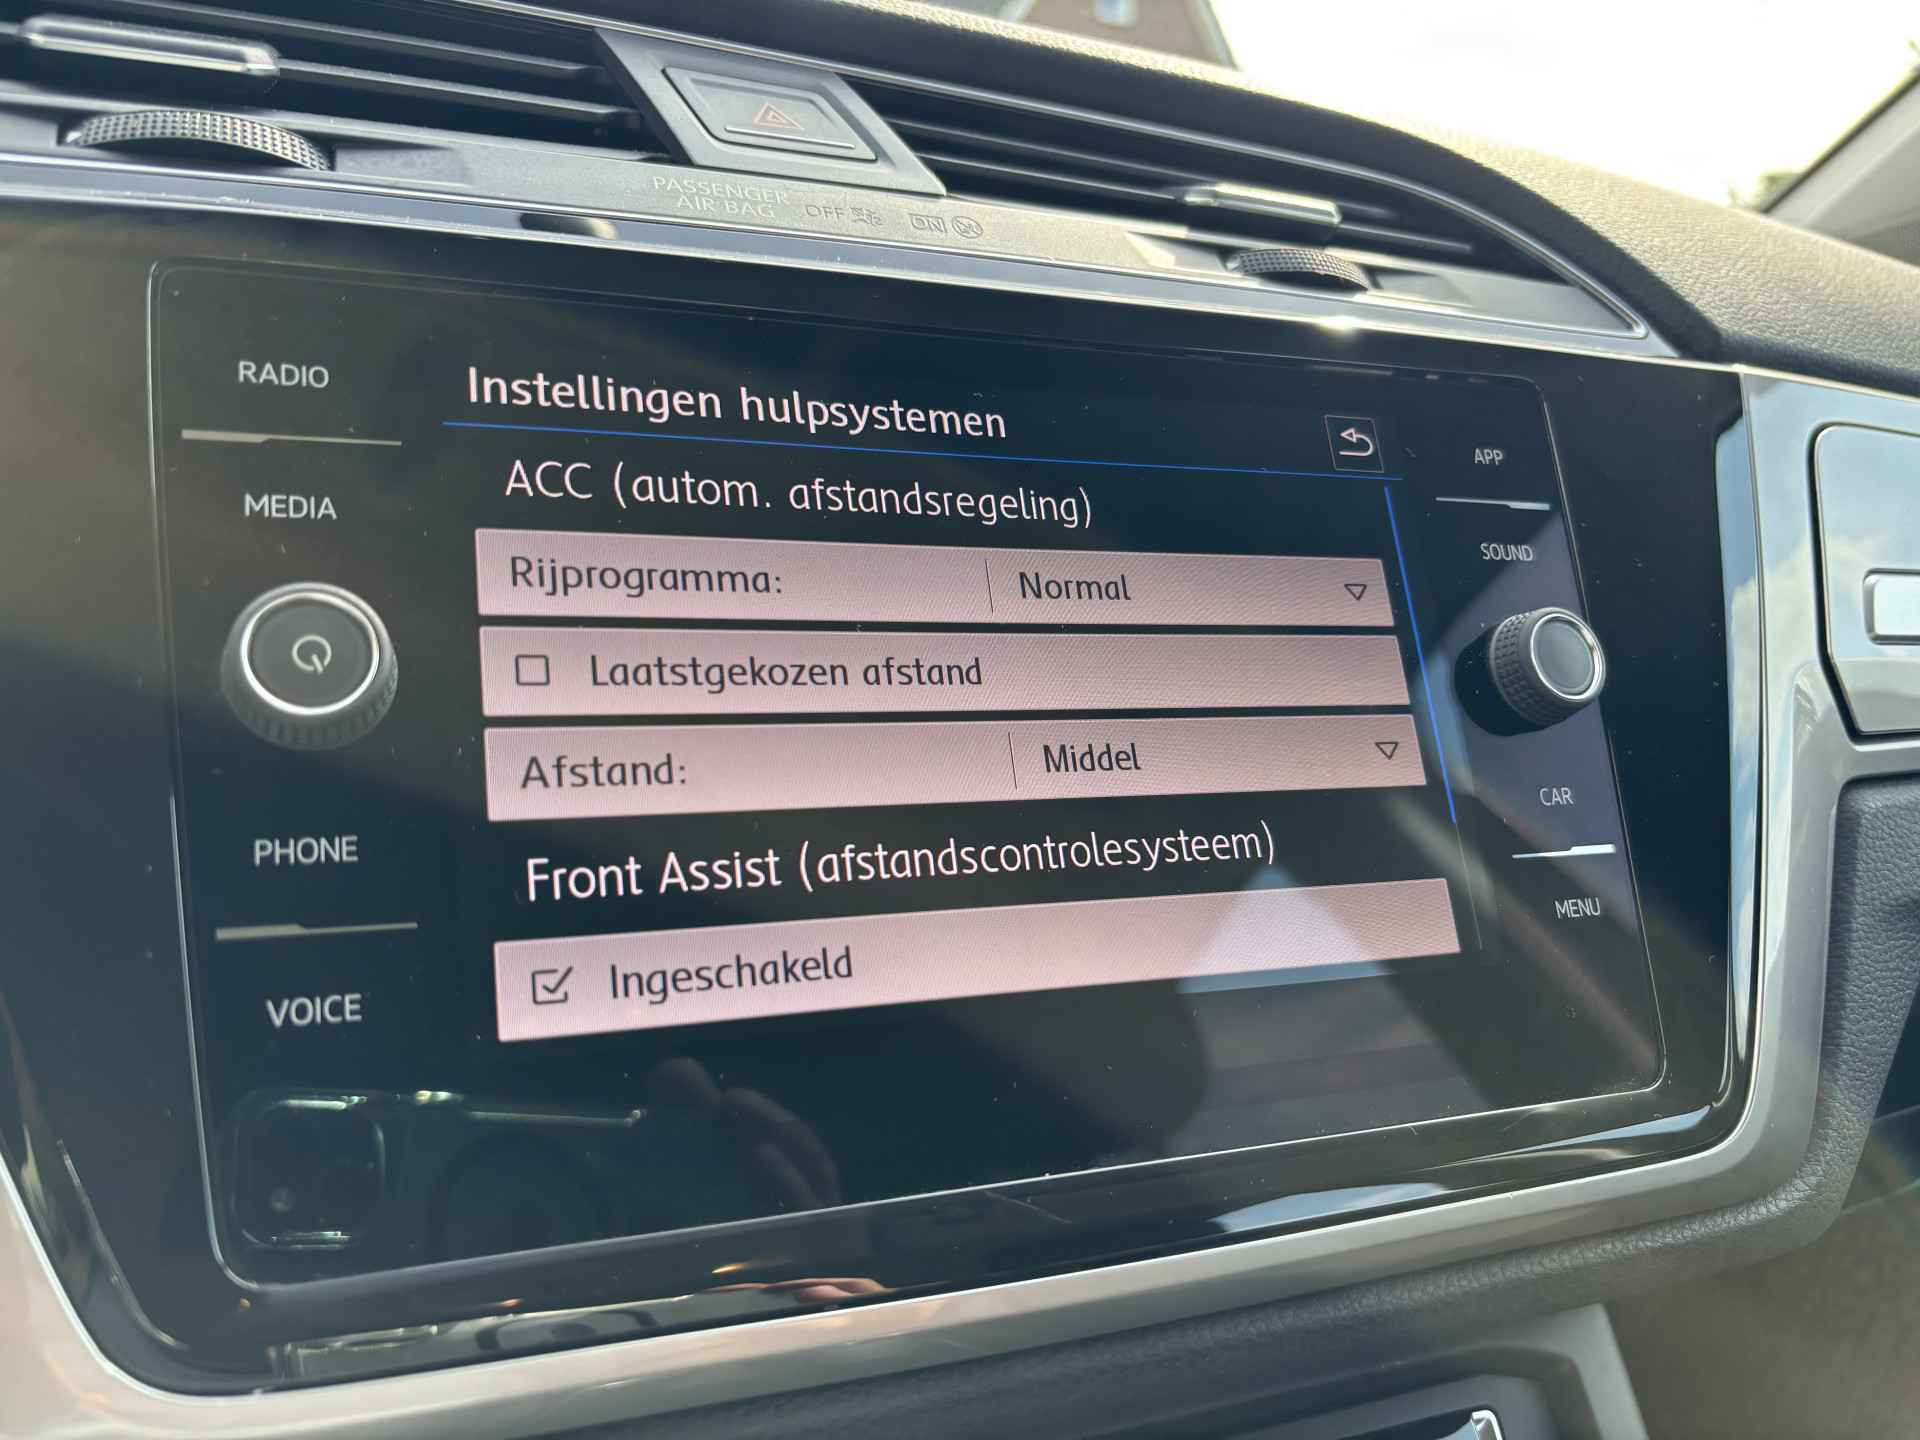 PASSENGER
AIR BAG OFF ON
RADIO
MEDIA
PHONE
VOICE
Instellingen hulpsystemen
ACC (autom. afstandsregeling)
Rijprogramma: Normal
Laatstgekozen afstand
Afstand: Middel
Front Assist (afstandscontrolesysteem)
Ingeschakeld
APP
SOUND
CAR
MENU